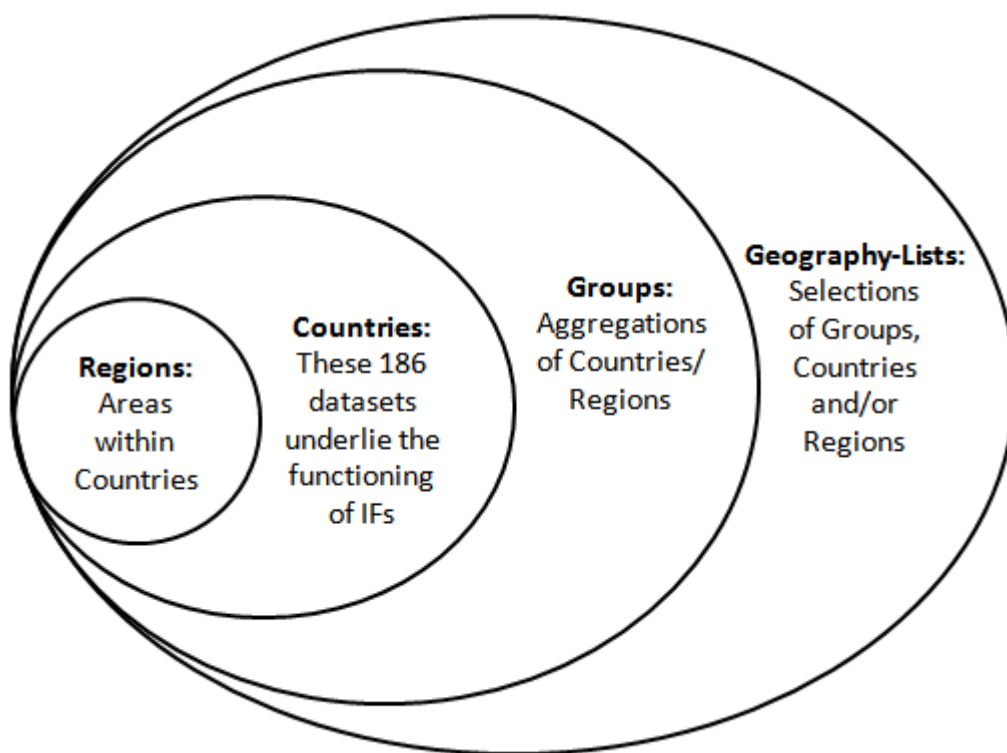 Regions:
Areas
within
Countries
Countries:
These 186
datasets
underlie the
functioning
of IFs
Groups:
Aggregations
of Countries/
Regions
Geography-Lists:
Selections
of Groups,
Countries
and/or
Regions